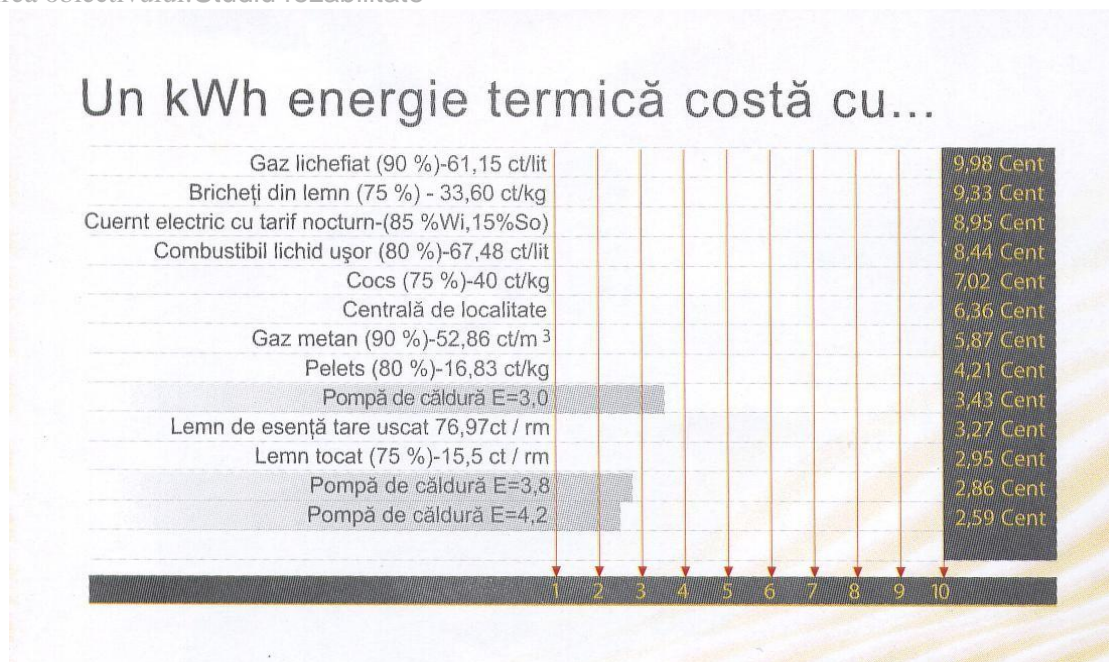 Un kWh energie termică costă cu...
Gaz lichefiat (90 %)-61,15 ct/lit 9,98 Cent
Bricheți din lemn (75 %) - 33,60 ct/kg 9,33 Cent
Cuernt electric cu tarif nocturn-(85 %Wi,15%So) 8,95 Cent
Combustibil lichid ușor (80 %)-67,48 ct/lit 8,44 Cent
Cocs (75 %)-40 ct/kg 7,02 Cent
Centrală de localitate 6,36 Cent
Gaz metan (90 %)-52,86 ct/m 3 5,87 Cent
Pelets (80 %)-16,83 ct/kg 4,21 Cent
Pompă de căldură E=3,0 3,43 Cent
Lemn de esență tare uscat 76,97ct / rm 3,27 Cent
Lemn tocat (75 %)-15,5 ct / rm 2,95 Cent
Pompă de căldură E=3,8 2,86 Cent
Pompă de căldură E=4,2 2,59 Cent
1 2 3 4 5 6 7 8 9 10